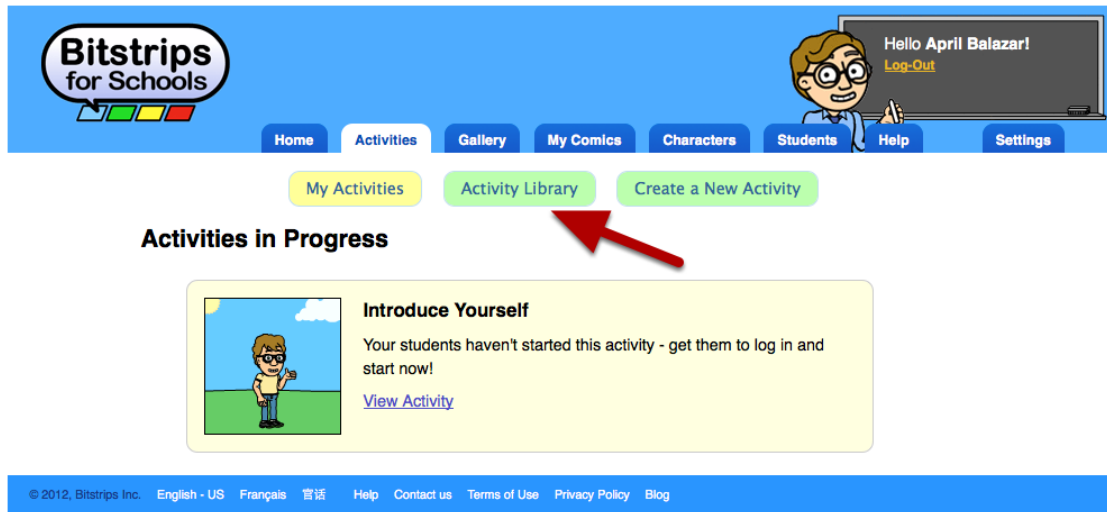 Bitstrips
for Schools
Hello April Balazar!
Log-Out
Home Activities Gallery My Comics Characters Students Help Settings
My Activities Activity Library Create a New Activity
Activities in Progress
Introduce Yourself
Your students haven't started this activity - get them to log in and
start now!
View Activity
© 2012, Bitstrips Inc. English - US Français 官话 Help Contact us Terms of Use Privacy Policy Blog